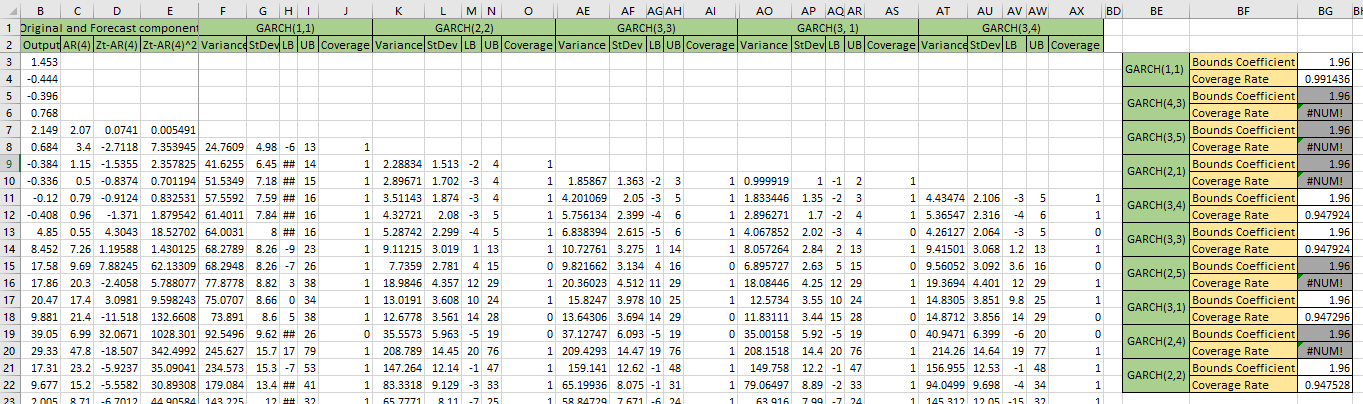 B C D E F G H I J K L M N O AE AF AG AH AI AO AP AQ AR AS AT AU AV AW AX BD BE BF BG
1 Original and Forecast component GARCH(1,1) GARCH(2,2) GARCH(3,3) GARCH(3, 1) GARCH(3,4)
2 Output AR(4) Zt-AR(4) Zt-AR(4)^2 Variance StDev LB UB Coverage Variance StDev LB UB Coverage Variance StDev LB UB Coverage Variance StDev LB UB Coverage Variance StDev LB UB Coverage
3 1.453 GARCH(1,1) Bounds Coefficient 1.96
4 -0.444 Coverage Rate 0.991436
5 -0.396 GARCH(4,3) Bounds Coefficient 1.96
6 0.768 Coverage Rate #NUM!
7 2.149 2.07 0.0741 0.005491 GARCH(3,5) Bounds Coefficient 1.96
8 0.684 3.4 -2.7118 7.353945 24.7609 4.98 -6 13 1 Coverage Rate #NUM!
9 -0.384 1.15 -1.5355 2.357825 41.6255 6.45 ## 14 1 2.28834 1.513 -2 4 1 GARCH(2,1) Bounds Coefficient 1.96
10 -0.336 0.5 -0.8374 0.701194 51.5349 7.18 ## 15 1 2.89671 1.702 -3 4 1 1.85867 1.363 -2 3 1 0.999919 1 -1 2 1 Coverage Rate #NUM!
11 -0.12 0.79 -0.9124 0.832531 57.5592 7.59 ## 16 1 3.51143 1.874 -3 4 1 4.201069 2.05 -3 5 1 1.833446 1.35 -2 3 1 4.43474 2.106 -3 5 1 GARCH(3,4) Bounds Coefficient 1.96
12 -0.408 0.96 -1.371 1.879542 61.4011 7.84 ## 16 1 4.32721 2.08 -3 5 1 5.756134 2.399 -4 6 1 2.896271 1.7 -2 4 1 5.36547 2.316 -4 6 1 Coverage Rate 0.947924
13 4.85 0.55 4.3043 18.52702 64.0031 8 ## 16 1 5.28742 2.299 -4 5 1 6.838394 2.615 -5 6 1 4.067852 2.02 -3 4 0 4.26127 2.064 -3 5 0 GARCH(3,3) Bounds Coefficient 1.96
14 8.452 7.26 1.19588 1.430125 68.2789 8.26 -9 23 1 9.11215 3.019 1 13 1 10.72761 3.275 1 14 1 8.057264 2.84 2 13 1 9.41501 3.068 1.2 13 1 Coverage Rate 0.947924
15 17.58 9.69 7.88245 62.13309 68.2948 8.26 -7 26 1 7.7359 2.781 4 15 0 9.821662 3.134 4 16 0 6.895727 2.63 5 15 0 9.56052 3.092 3.6 16 0 GARCH(2,5) Bounds Coefficient 1.96
16 17.86 20.3 -2.4058 5.788077 77.8778 8.82 3 38 1 18.9846 4.357 12 29 1 20.36023 4.512 11 29 1 18.08446 4.25 12 29 1 19.3694 4.401 12 29 1 Coverage Rate #NUM!
17 20.47 17.4 3.0981 9.598243 75.0707 8.66 0 34 1 13.0191 3.608 10 24 1 15.8247 3.978 10 25 1 12.5734 3.55 10 24 1 14.8305 3.851 9.8 25 1 GARCH(3,1) Bounds Coefficient 1.96
18 9.881 21.4 -11.518 132.6608 73.891 8.6 5 38 1 12.6778 3.561 14 28 0 13.64306 3.694 14 29 0 11.83111 3.44 15 28 0 14.8712 3.856 14 29 0 Coverage Rate 0.947296
19 39.05 6.99 32.0671 1028.301 92.5496 9.62 ## 26 0 35.5573 5.963 -5 19 0 37.12747 6.093 -5 19 0 35.00158 5.92 -5 19 0 40.9471 6.399 -6 20 0 GARCH(2,4) Bounds Coefficient 1.96
20 29.33 47.8 -18.507 342.4992 245.627 15.7 17 79 1 208.789 14.45 20 76 1 209.4293 14.47 19 76 1 208.1518 14.4 20 76 1 214.26 14.64 19 77 1 Coverage Rate #NUM!
21 17.31 23.2 -5.9237 35.09041 234.573 15.3 -7 53 1 147.264 12.14 -1 47 1 159.141 12.62 -1 48 1 149.758 12.2 -1 47 1 156.955 12.53 -1 48 1 GARCH(2,2) Bounds Coefficient 1.96
22 9.677 15.2 -5.5582 30.89308 179.084 13.4 ## 41 1 83.3318 9.129 -3 33 1 65.19936 8.075 -1 31 1 79.06497 8.89 -2 33 1 94.0499 9.698 -4 34 1 Coverage Rate 0.947528
23 2.005 8.71 -6.7012 44.90584 143.225 12 ## 32 1 65.7771 8.11 -7 25 1 58.84729 7.671 -6 24 1 63.916 7.99 -7 24 1 145.312 12.05 -15 32 1